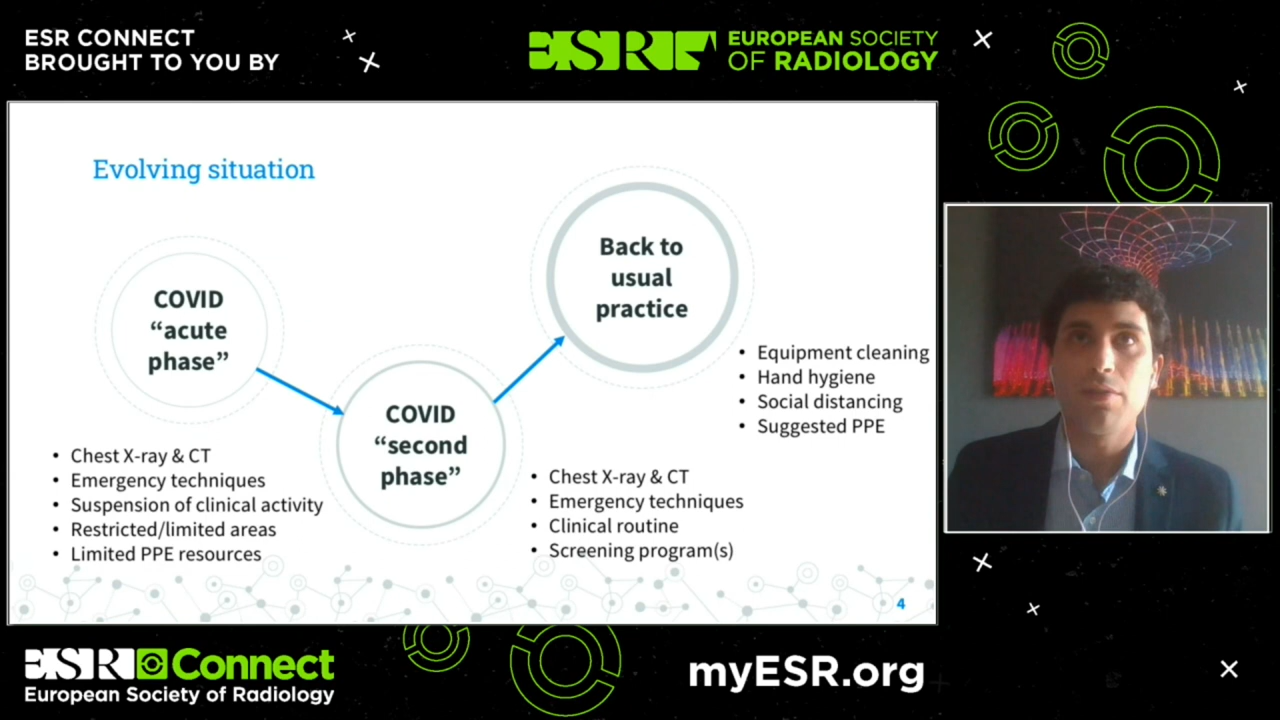 ESR CONNECT
BROUGHT TO YOU BY
ESR EUROPEAN SOCIETY
OF RADIOLOGY
Evolving situation
COVID
“acute
phase”
• Chest X-ray & CT
• Emergency techniques
• Suspension of clinical activity
• Restricted/limited areas
• Limited PPE resources
COVID
“second
phase”
• Chest X-ray & CT
• Emergency techniques
• Clinical routine
• Screening program(s)
Back to
usual
practice
• Equipment cleaning
• Hand hygiene
• Social distancing
• Suggested PPE
4
ESR Connect
European Society of Radiology
myESR.org